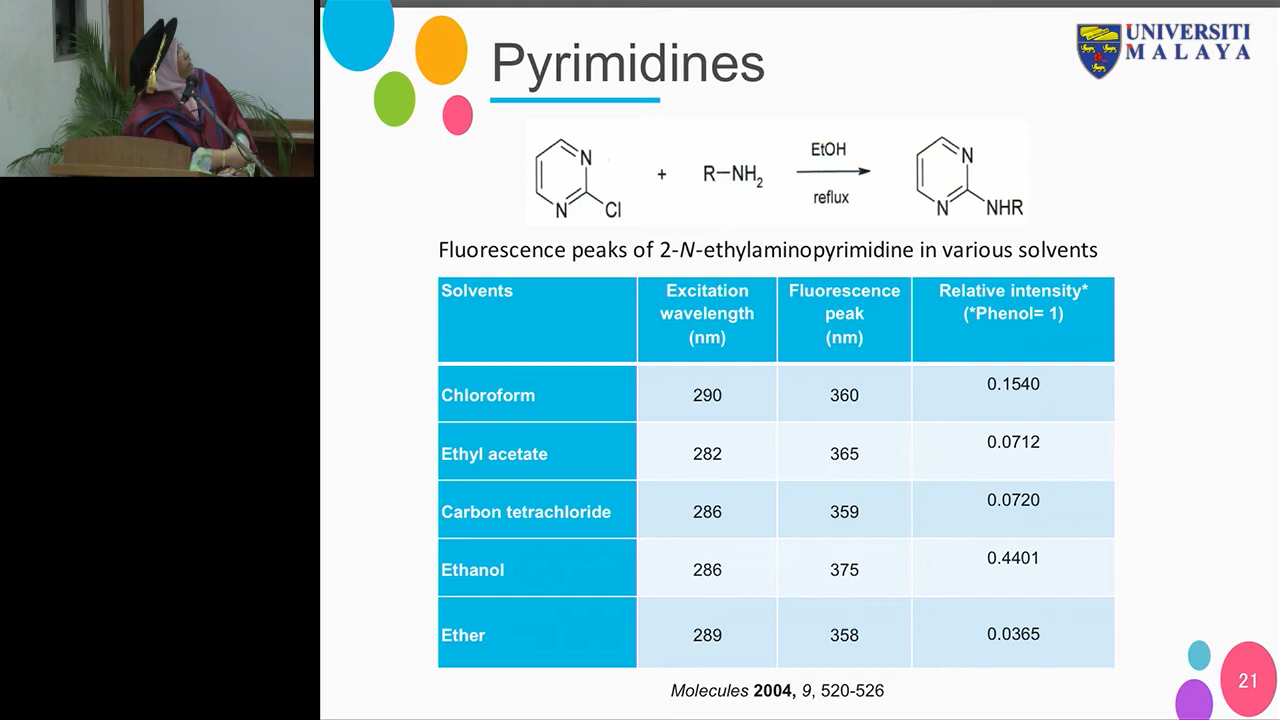 Pyrimidines
UNIVERSITI
MALAYA
N
N
Cl
+
R—NH2
EtOH
reflux
N
N
NHR
Fluorescence peaks of 2-N-ethylaminopyrimidine in various solvents
Solvents Excitation wavelength (nm) Fluorescence peak (nm) Relative intensity* (*Phenol= 1)
Chloroform 290 360 0.1540
Ethyl acetate 282 365 0.0712
Carbon tetrachloride 286 359 0.0720
Ethanol 286 375 0.4401
Ether 289 358 0.0365
Molecules 2004, 9, 520-526
21